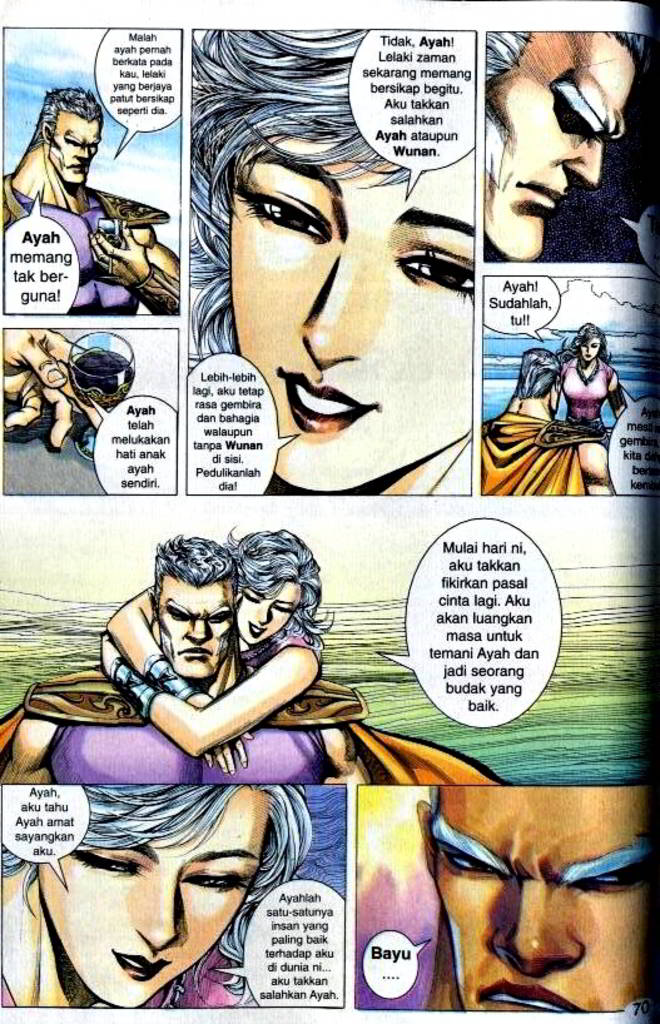 Malah
ayah pernah
berkata pada
kau, lelaki
yang berjaya
patut bersikap
seperti dia.
Ayah
memang
tak ber-
guna!
Ayah
telah
melukakan
hati anak
ayah
sendiri.
Tidak, Ayah!
Lelaki zaman
sekarang memang
bersikap begitu.
Aku takkan
salahkan
Ayah ataupun
Wunan.
Lebih-lebih
lagi, aku tetap
rasa gembira
dan bahagia
walaupun
tanpa Wunan
di sisi.
Pedulikanlah
dia!
Ayah!
Sudahlah,
tu!!
Ayah
gembira
kita
Mulai hari ni,
aku takkan
fikirkan pasal
cinta lagi. Aku
akan luangkan
masa untuk
temani Ayah dan
jadi seorang
budak yang
baik.
Ayah,
aku tahu
Ayah amat
sayangkan
aku.
Ayahlah
satu-satunya
insan yang
paling baik
terhadap aku
di dunia ni...
aku takkan
salahkan Ayah.
Bayu
....
70